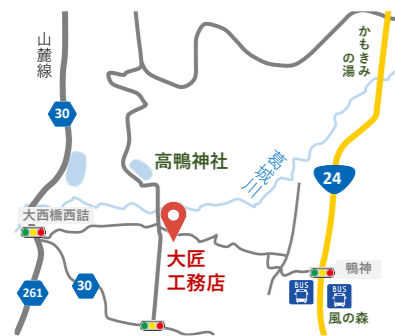 山麓線
かもきみ
の湯
30
高鴨神社
葛城川
24
大西橋西詰
大匠
工務店
鴨神
30
261
BUS
BUS
風の森